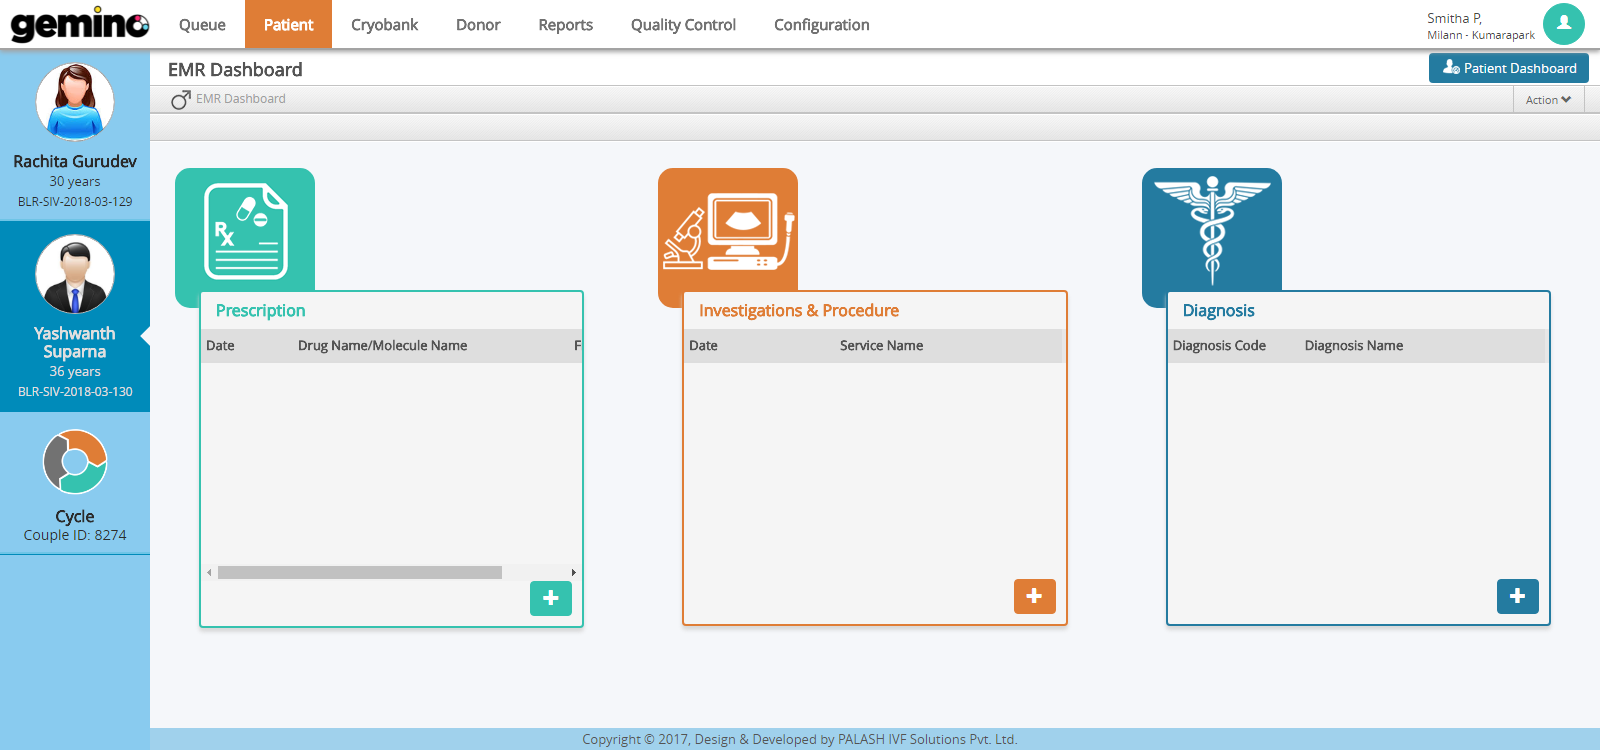 gemino
Queue
Patient
Cryobank
Donor
Reports
Quality Control
Configuration
Smitha P,
Milann - Kumarapark
EMR Dashboard
Patient Dashboard
EMR Dashboard
Action
Rachita Gurudev
30 years
BLR-SIV-2018-03-129
Yashwanth
Suparna
36 years
BLR-SIV-2018-03-130
Cycle
Couple ID: 8274
Rx
Prescription
Date
Drug Name/Molecule Name
F
Investigations & Procedure
Date
Service Name
Diagnosis
Diagnosis Code
Diagnosis Name
Copyright © 2017, Design & Developed by PALASH IVF Solutions Pvt. Ltd.